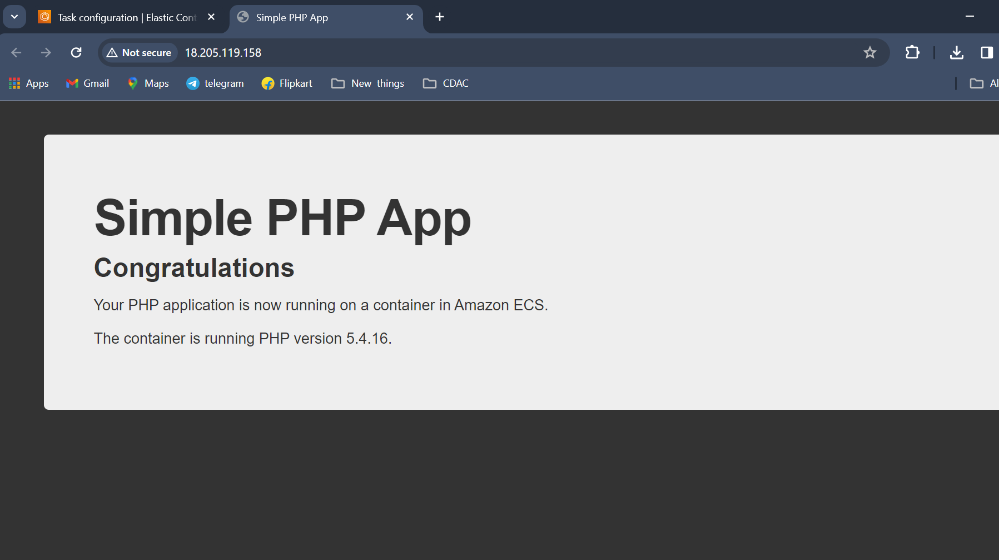 Task configuration | Elastic Cont
Simple PHP App
Not secure
18.205.119.158
Apps
Gmail
Maps
telegram
Flipkart
New things
CDAC
Al
Simple PHP App
Congratulations
Your PHP application is now running on a container in Amazon ECS.
The container is running PHP version 5.4.16.